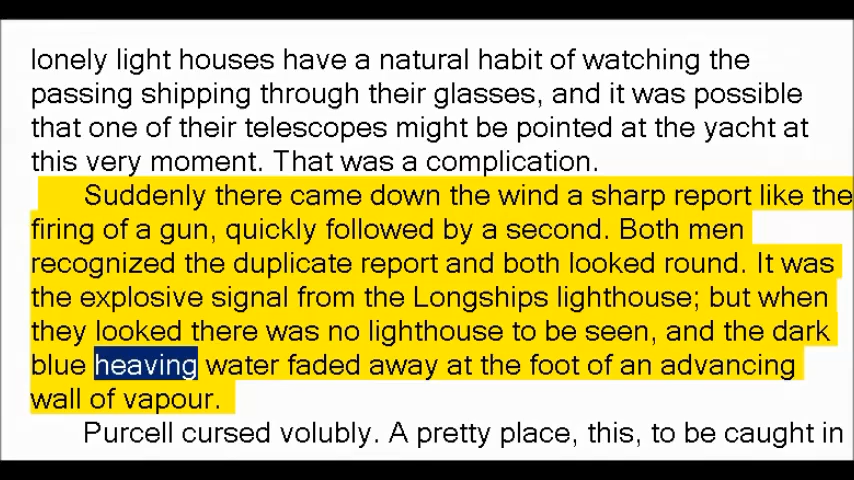 lonely light houses have a natural habit of watching the
passing shipping through their glasses, and it was possible
that one of their telescopes might be pointed at the yacht at
this very moment. That was a complication.
Suddenly there came down the wind a sharp report like the
firing of a gun, quickly followed by a second. Both men
recognized the duplicate report and both looked round. It was
the explosive signal from the Longships lighthouse; but when
they looked there was no lighthouse to be seen, and the dark
blue heaving water faded away at the foot of an advancing
wall of vapour.
Purcell cursed volubly. A pretty place, this, to be caught in